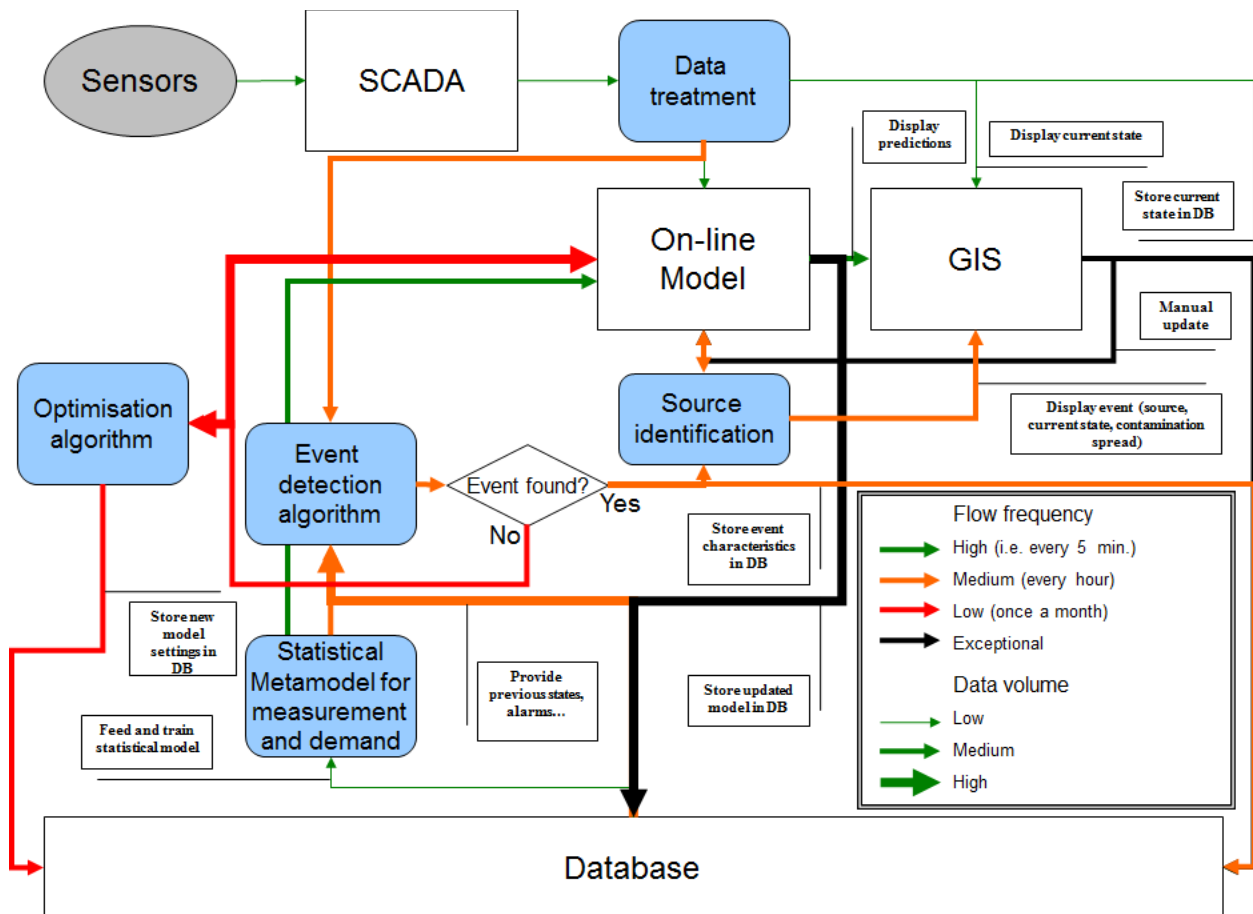 Sensors
SCADA
Data
treatment
Display
predictions
Display current state
Store current
state in DB
On-line
Model
GIS
Manual
update
Optimisation
algorithm
Source
identification
Display event (source,
current state, contamination
spread)
Event
detection
algorithm
Event found?
Yes
No
Store event
characteristics
in DB
Flow frequency
High (i.e. every 5 min.)
Medium (every hour)
Low (once a month)
Exceptional
Data volume
Low
Medium
High
Store new
model
settings in
DB
Statistical
Metamodel for
measurement
and demand
Provide
previous states,
alarms...
Store updated
model in DB
Feed and train
statistical model
Database